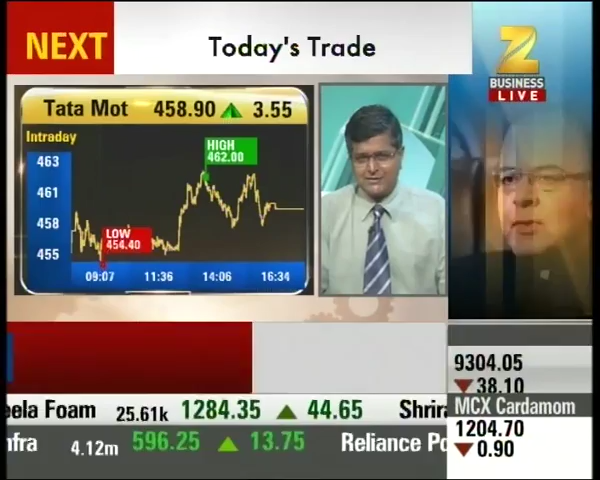 NEXT
Today's Trade
Z
BUSINESS
LIVE
Tata Mot 458.90 ▲ 3.55
Intraday
463
461
458
455
HIGH
462.00
LOW
454.40
09:07 11:36 14:06 16:34
9304.05
▼ 38.10
MCX Cardamom
1204.70
▼ 0.90
eela Foam 25.61k 1284.35 ▲ 44.65 Shrira
nfra 4.12m 596.25 ▲ 13.75 Reliance Po